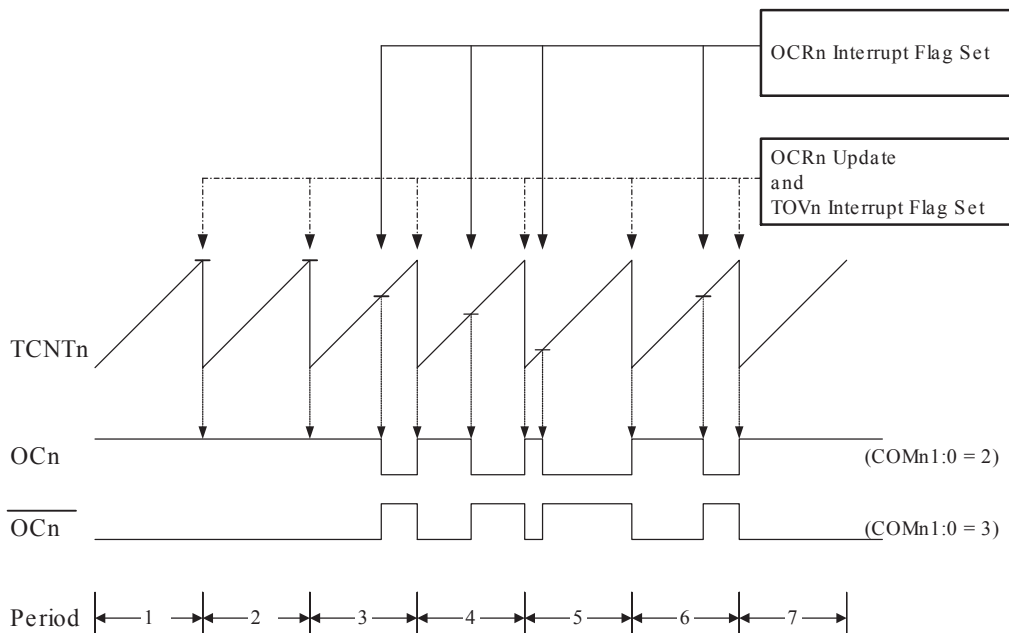 OCRn Interrupt Flag Set
OCRn Update
and
TOVn Interrupt Flag Set
TCNTn
OCn
(COMn1:0 = 2)
OCn
(COMn1:0 = 3)
Period
1
2
3
4
5
6
7